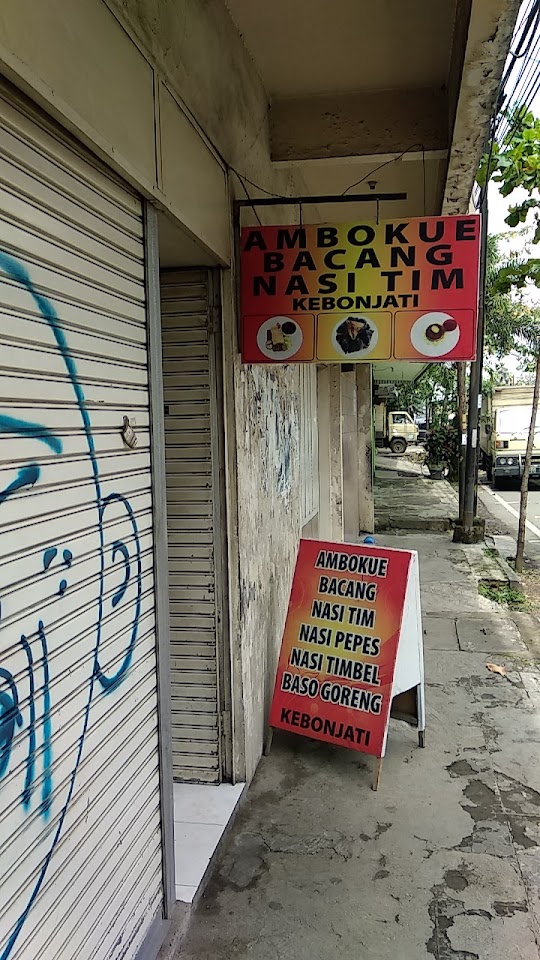 AMBOKUE
BACANG
NASI TIM
KEBONJATI
AMBOKUE
BACANG
NASI TIM
NASI PEPES
NASI TIMBEL
BASO GORENG
KEBONJATI